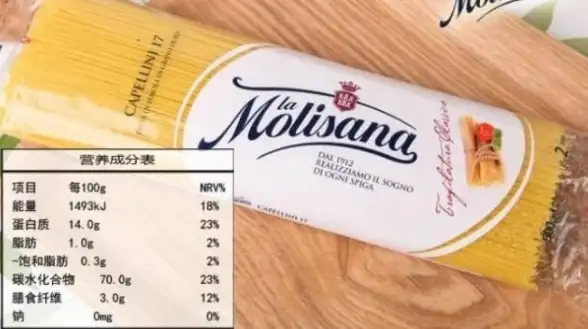 Mo
CAPELLINI 17
la
Molisana
DAL 1912
REALIZZIAMO IL SOGNO
DI OGNI SPIGA
Trafilatura Classica
CAPELLINI 17
营养成分表
项目 每100g NRV%
能量 1493kJ 18%
蛋白质 14.0g 23%
脂肪 1.0g 2%
-饱和脂肪 0.3g 2%
碳水化合物 70.0g 23%
膳食纤维 3.0g 12%
钠 0mg 0%